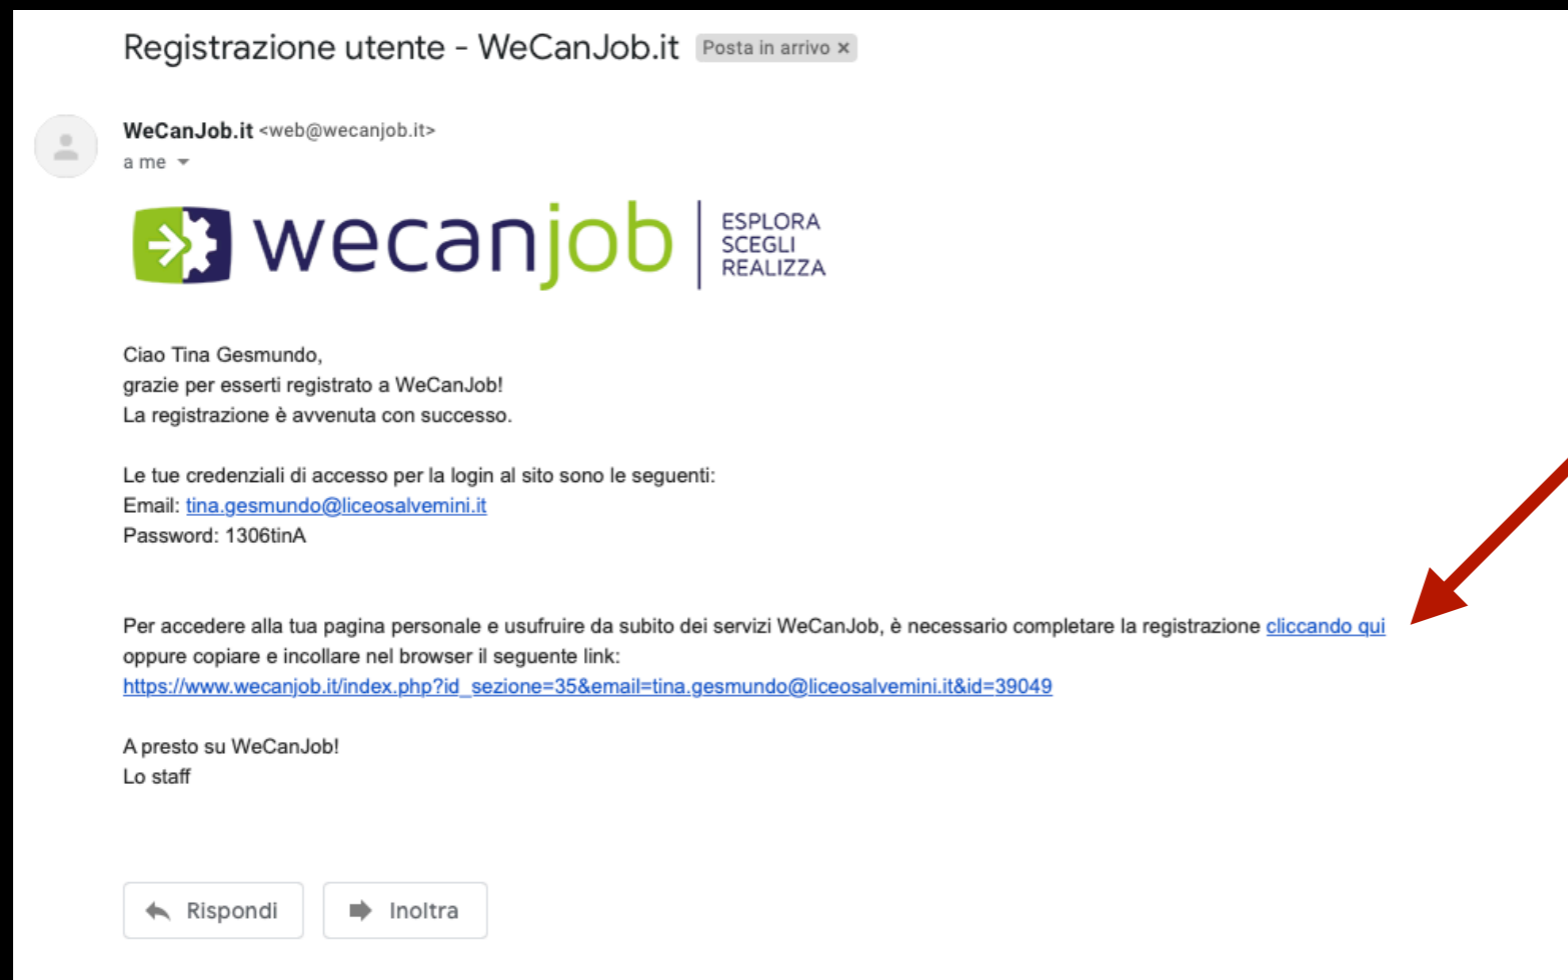 Registrazione utente - WeCanJob.it Posta in arrivo ×
WeCanJob.it <web@wecanjob.it>
a me
wecanjob
ESPLORA
SCEGLI
REALIZZA
Ciao Tina Gesmundo,
grazie per esserti registrato a WeCanJob!
La registrazione è avvenuta con successo.
Le tue credenziali di accesso per la login al sito sono le seguenti:
Email: tina.gesmundo@liceosalvemini.it
Password: 1306tinA
Per accedere alla tua pagina personale e usufruire da subito dei servizi WeCanJob, è necessario completare la registrazione cliccando qui
oppure copiare e incollare nel browser il seguente link:
https://www.wecanjob.it/index.php?id_sezione=35&email=tina.gesmundo@liceosalvemini.it&id=39049
A presto su WeCanJob!
Lo staff
Rispondi
Inoltra